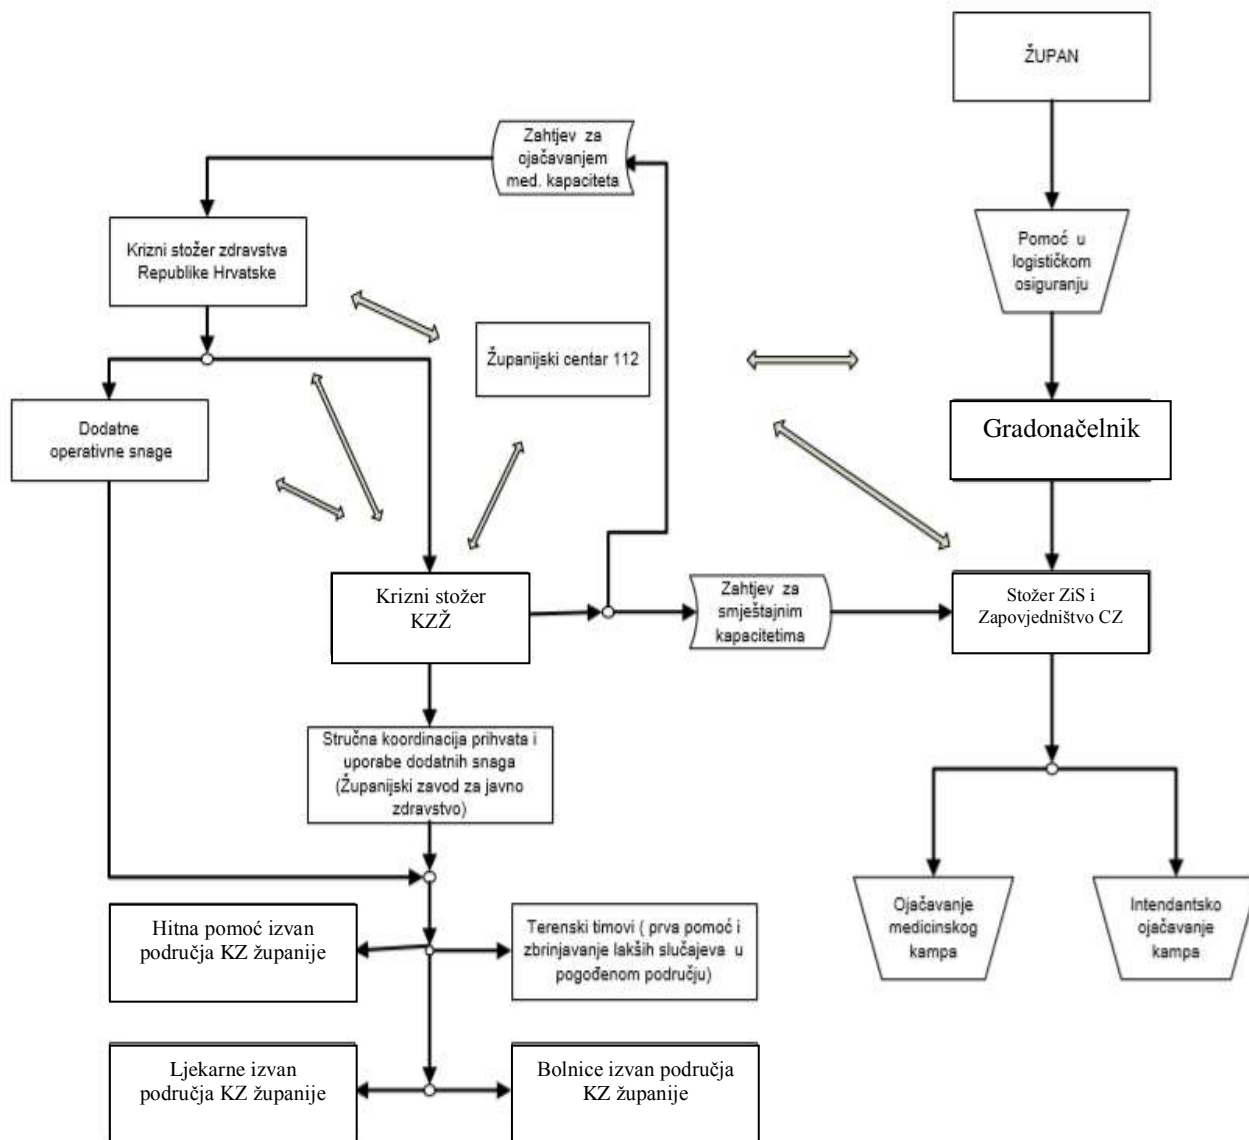 ŽUPAN
Zahtjev za
ojačavanjem
med. kapaciteta
Krizni stožer zdravstva
Republike Hrvatske
Pomoć u
logističkom
osiguranju
Županijski centar 112
Dodatne
operativne snage
Gradonačelnik
Krizni stožer
KZŽ
Zahtjev za
smještajnim
kapacitetima
Stožer ZiS i
Zapovjedništvo CZ
Stručna koordinacija prihvata i
uporabe dodatnih snaga
(Županijski zavod za javno
zdravstvo)
Hitna pomoć izvan
područja KZ županije
Terenski timovi ( prva pomoć i
zbrinjavanje lakših slučajeva u
pogođenom području)
Ojačavanje
medicinskog
kampa
Intendantsko
ojačavanje
kampa
Ljekarne izvan
područja KZ županije
Bolnice izvan područja
KZ županije